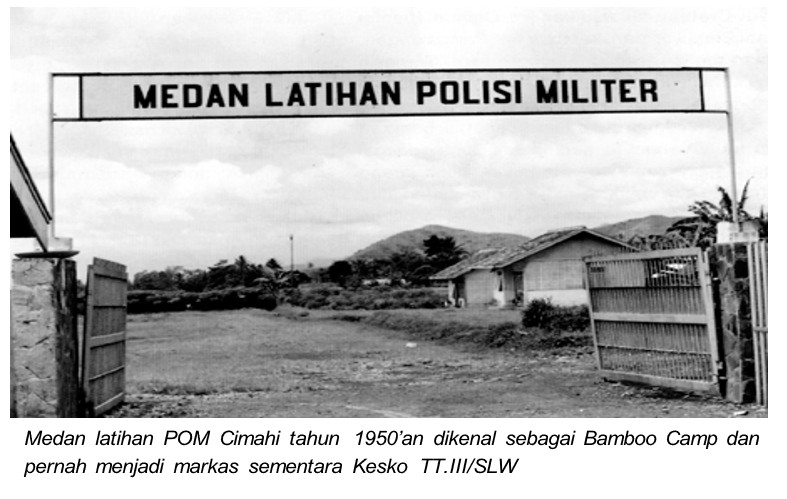 MEDAN LATIHAN POLISI MILITER
Medan latihan POM Cimahi tahun 1950'an dikenal sebagai Bamboo Camp dan
pernah menjadi markas sementara Kesko TT.III/SLW